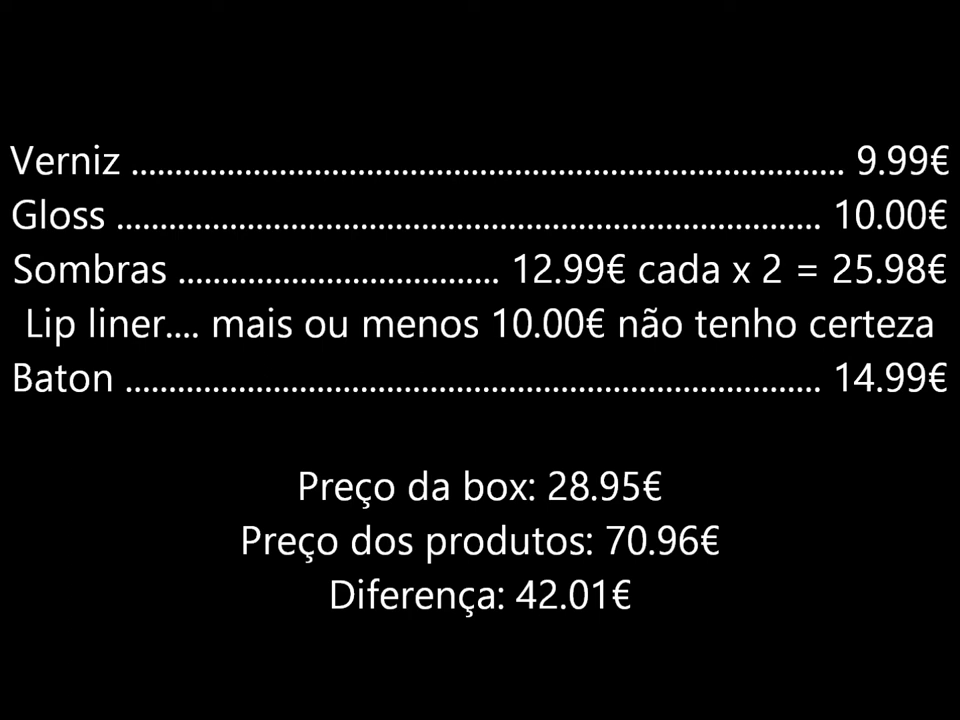 Verniz ................................................................................... 9.99€
Gloss .................................................................................. 10.00€
Sombras ..................................... 12.99€ cada x 2 = 25.98€
Lip liner.... mais ou menos 10.00€ não tenho certeza
Baton ................................................................................. 14.99€
Preço da box: 28.95€
Preço dos produtos: 70.96€
Diferença: 42.01€